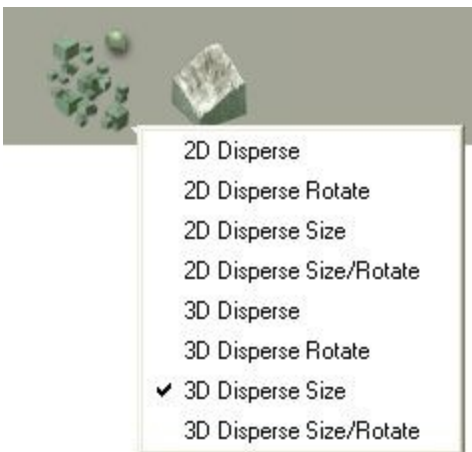 2D Disperse
2D Disperse Rotate
2D Disperse Size
2D Disperse Size/Rotate
3D Disperse
3D Disperse Rotate
3D Disperse Size
3D Disperse Size/Rotate